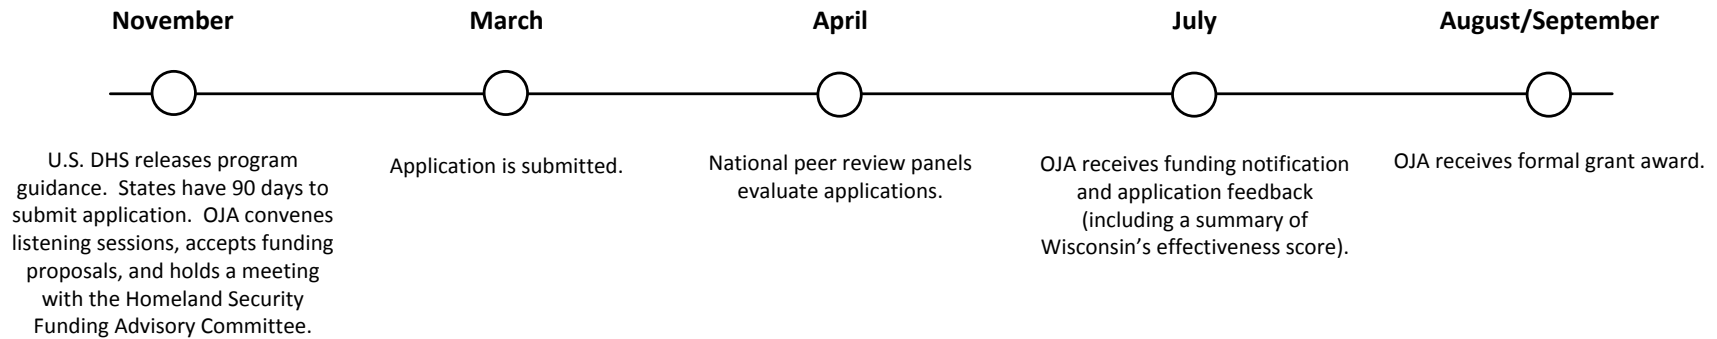 November
March
April
July
August/September
U.S. DHS releases program
guidance.  States have 90 days to
submit application.  OJA convenes
listening sessions, accepts funding
proposals, and holds a meeting
with the Homeland Security
Funding Advisory Committee.
Application is submitted.
National peer review panels
evaluate applications.
OJA receives funding notification
and application feedback
(including a summary of
Wisconsin’s effectiveness score).
OJA receives formal grant award.